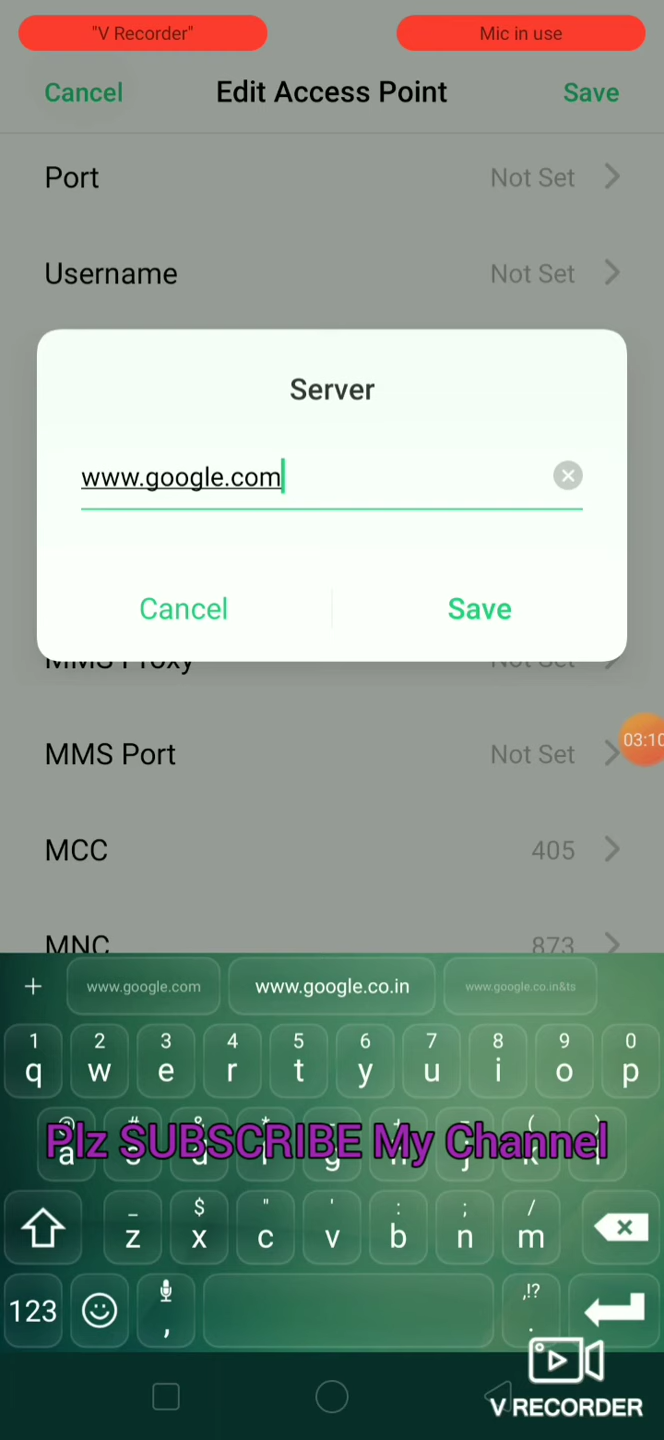 "V Recorder"
Mic in use
Cancel
Edit Access Point
Save
Port
Not Set
Username
Not Set
Server
www.google.com
Cancel
Save
MMS Proxy
Not Set
03:10
MMS Port
Not Set
MCC
405
MNC
873
+ www.google.com www.google.co.in www.google.co.in&ts
1 2 3 4 5 6 7 8 9 0
q w e r t y u i o p
Plz SUBSCRIBE My Channel
_ $ " ' : ; /
z x c v b n m
123 , ,!? .
V RECORDER